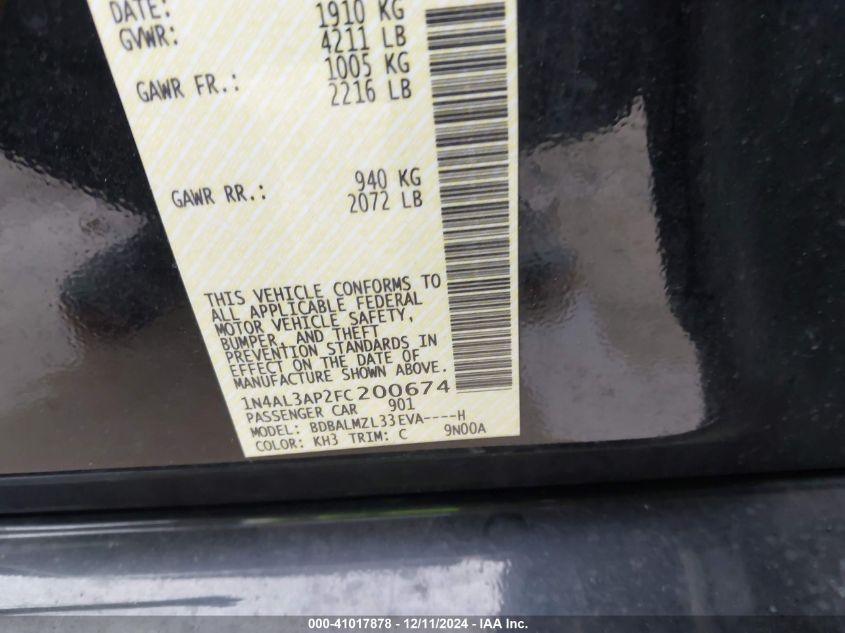 DATE: 1910 KG
GVWR: 4211 LB
GAWR FR.: 1005 KG
2216 LB
GAWR RR.: 940 KG
2072 LB
THIS VEHICLE CONFORMS TO
ALL APPLICABLE FEDERAL
MOTOR VEHICLE SAFETY,
BUMPER, AND THEFT
PREVENTION STANDARDS IN
EFFECT ON THE DATE OF
MANUFACTURE SHOWN ABOVE.
1N4AL3AP2FC200674
PASSENGER CAR 901
MODEL: BDBALMZL33EVA----H
COLOR: KH3 TRIM: C 9N00A
000-41017878 - 12/11/2024 - IAA Inc.